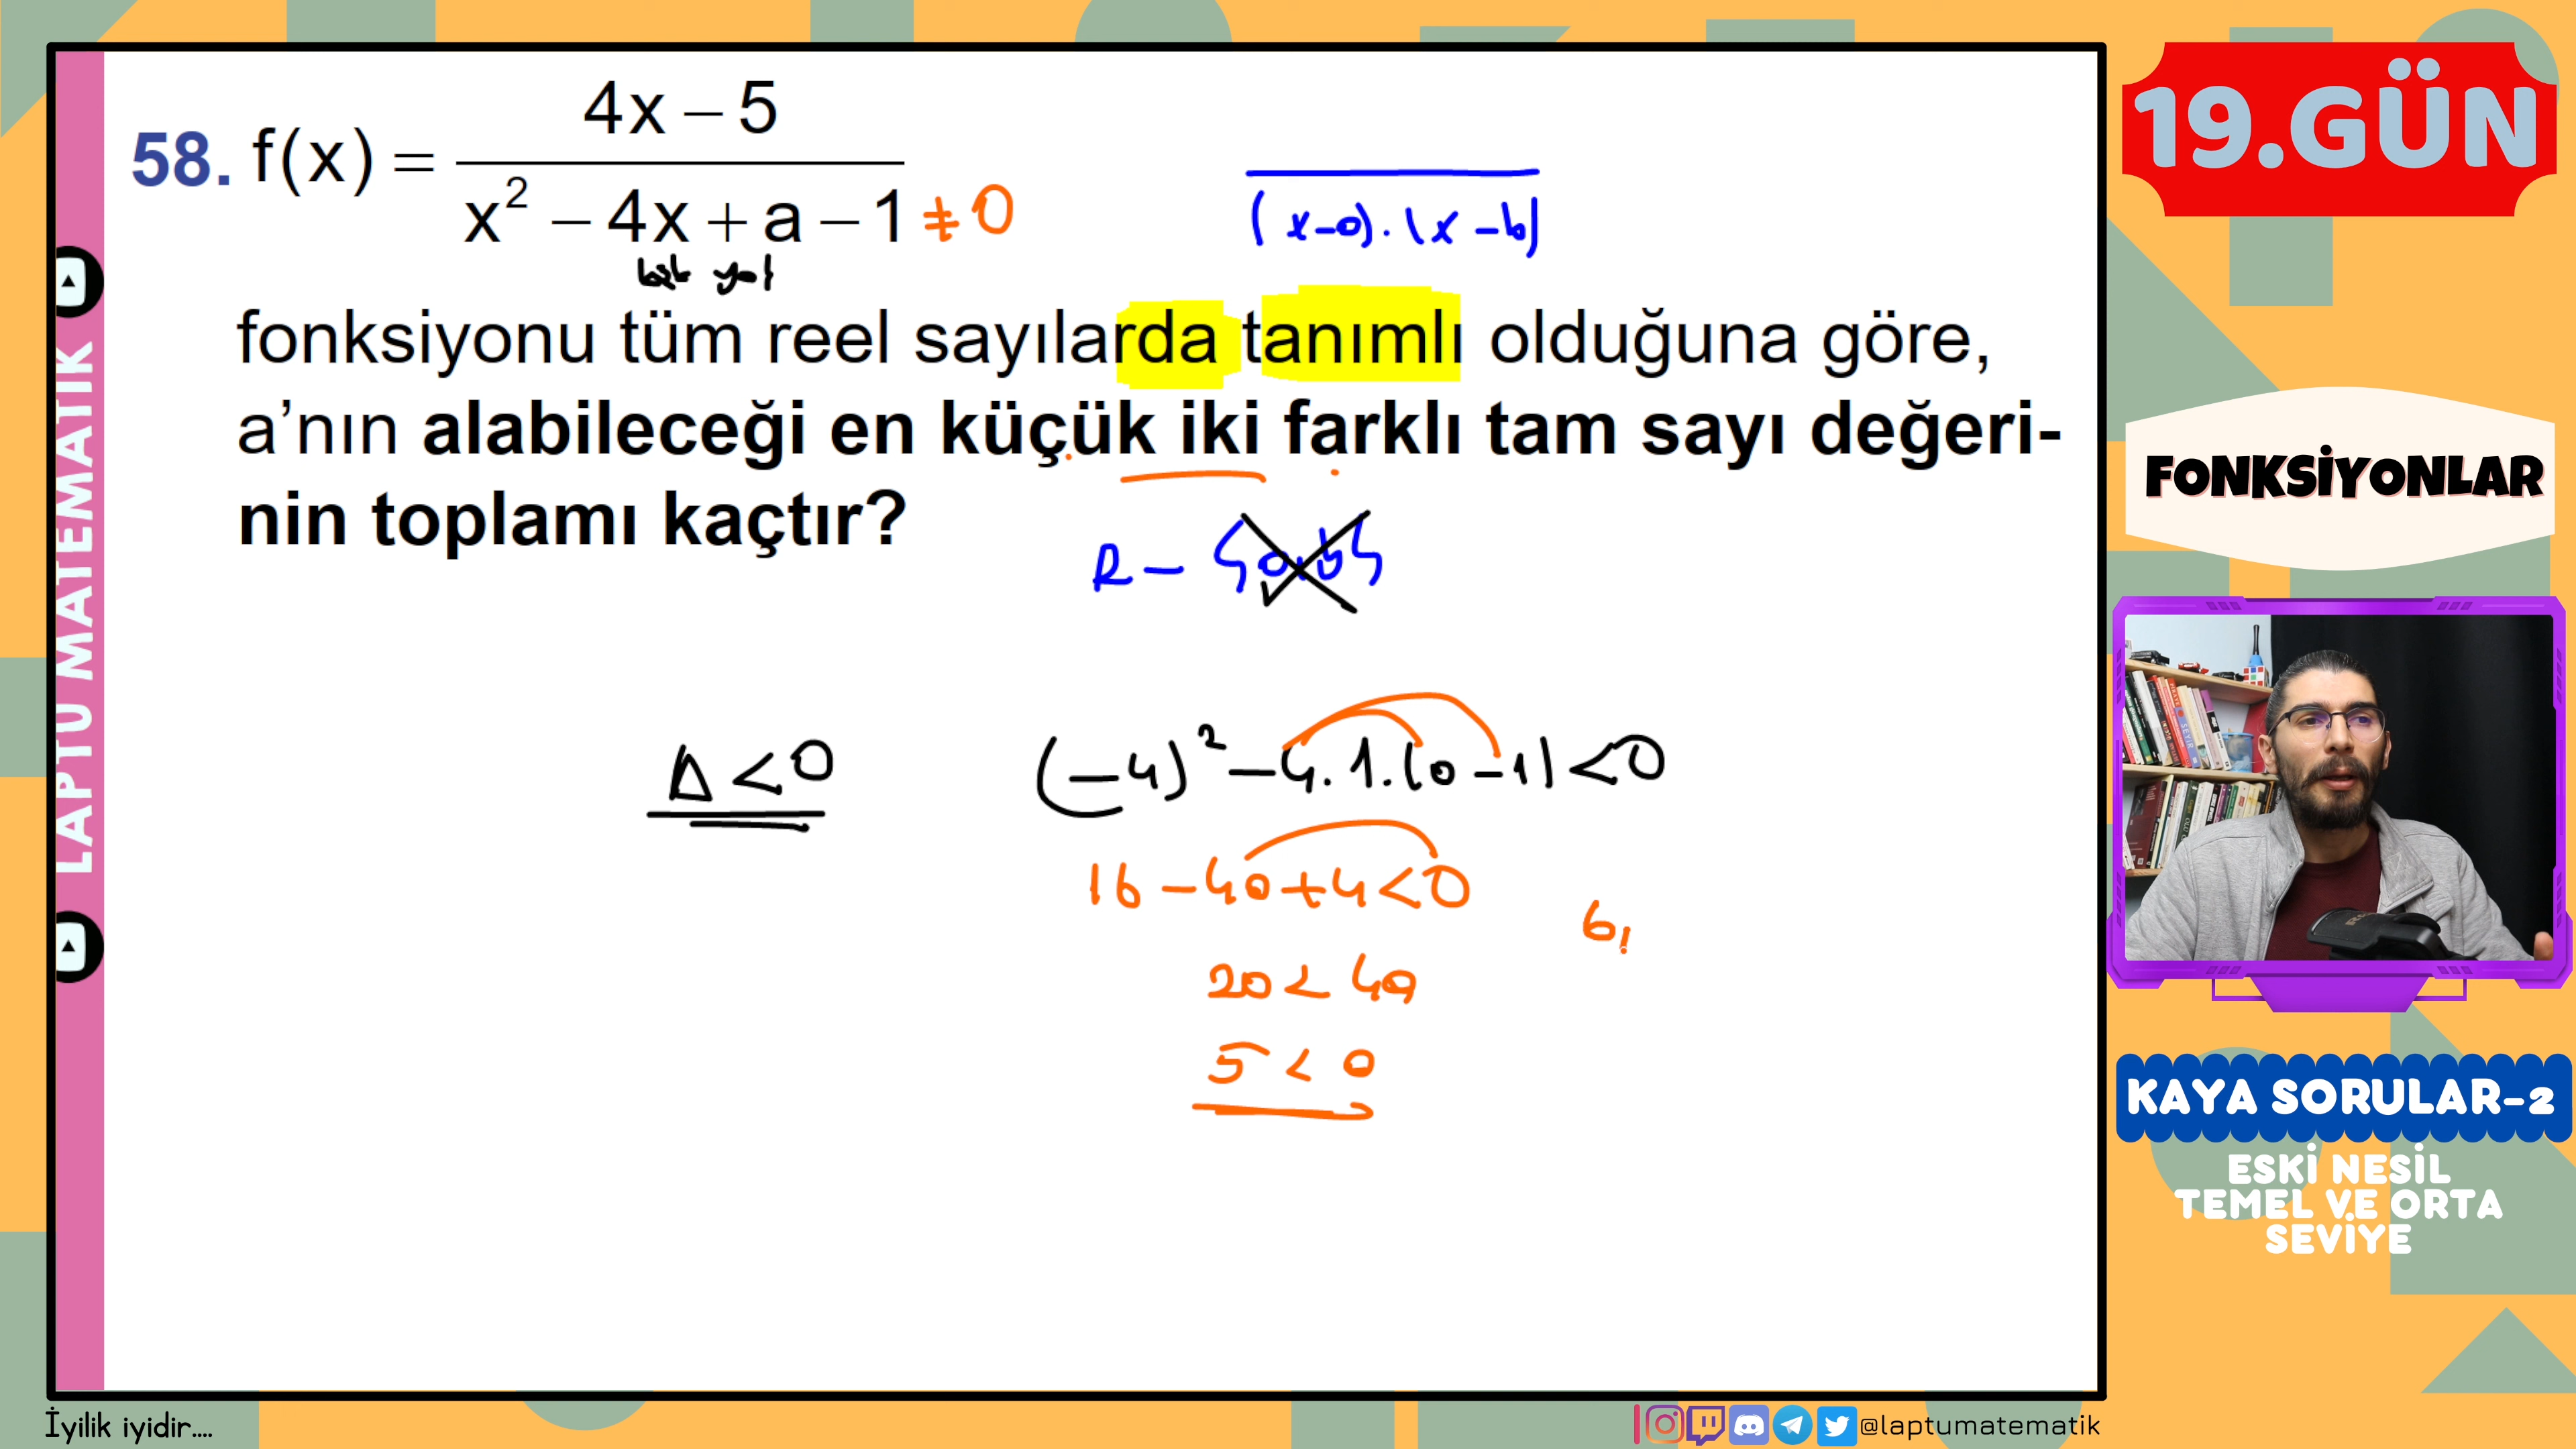 58. f(x) = 4x – 5 / x² – 4x + a – 1 ≠ 0
(x-a).(x-b)
kök yok
fonksiyonu tüm reel sayılarda tanımlı olduğuna göre,
a’nın alabileceği en küçük iki farklı tam sayı değeri-
nin toplamı kaçtır?
R – {a,b}
Δ < 0
(-4)² - 4.1.(a-1) < 0
16 - 4a + 4 < 0
6,
20 < 4a
5 < a
LAPTU MATEMATİK
19.GÜN
FONKSİYONLAR
KAYA SORULAR-2
ESKİ NESİL
TEMEL VE ORTA
SEVİYE
İyilik iyidir....
@laptumatematik